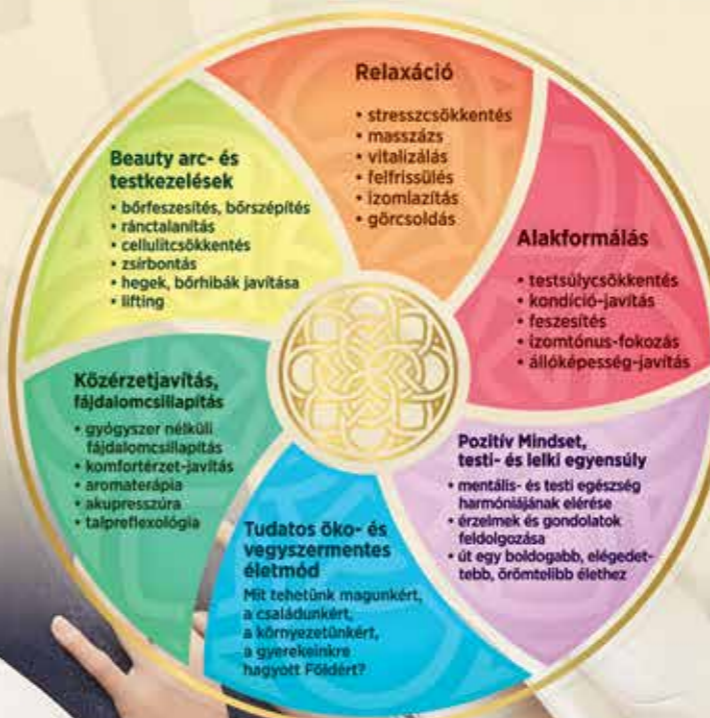 Relaxáció
• stresszcsökkentés
• masszázs
• vitalizálás
• felfrissülés
• izomlazítás
• görcsoldás
Alakformálás
• testsúlycsökkentés
• kondíció-javítás
• feszesítés
• izomtónus-fokozás
• állóképesség-javítás
Pozitív Mindset,
testi- és lelki egyensúly
• mentális- és testi egészség
harmóniájának elérése
• érzelmek és gondolatok
feldolgozása
• út egy boldogabb, elégedet-
tebb, örömtelibb élethez
Tudatos öko- és
vegyszermentes
életmód
Mit tehetünk magunkért,
a családunkért,
a környezetünkért,
a gyerekeinkre
hagyott Földért?
Közérzetjavítás,
fájdalomcsillapítás
• gyógyszer nélküli
fájdalomcsillapítás
• komfortérzet-javítás
• aromaterápia
• akupresszúra
• talpreflexológia
Beauty arc- és
testkezelések
• bőrfeszesítés, bőrszépítés
• ránctalanítás
• cellulitcsökkentés
• zsírbontás
• hegek, bőrhibák javítása
• lifting